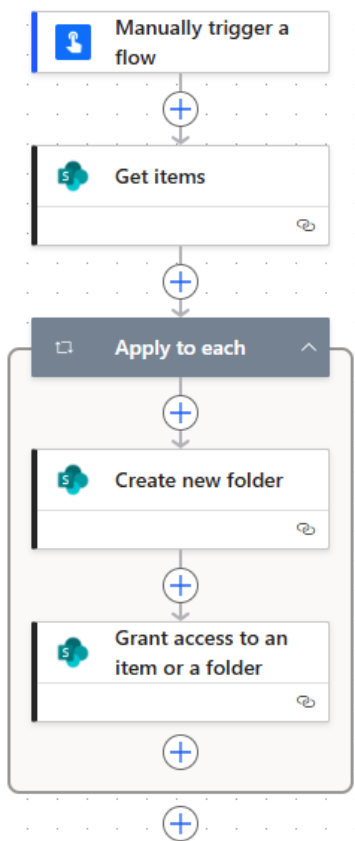 Manually trigger a
flow
Get items
Apply to each
Create new folder
Grant access to an
item or a folder